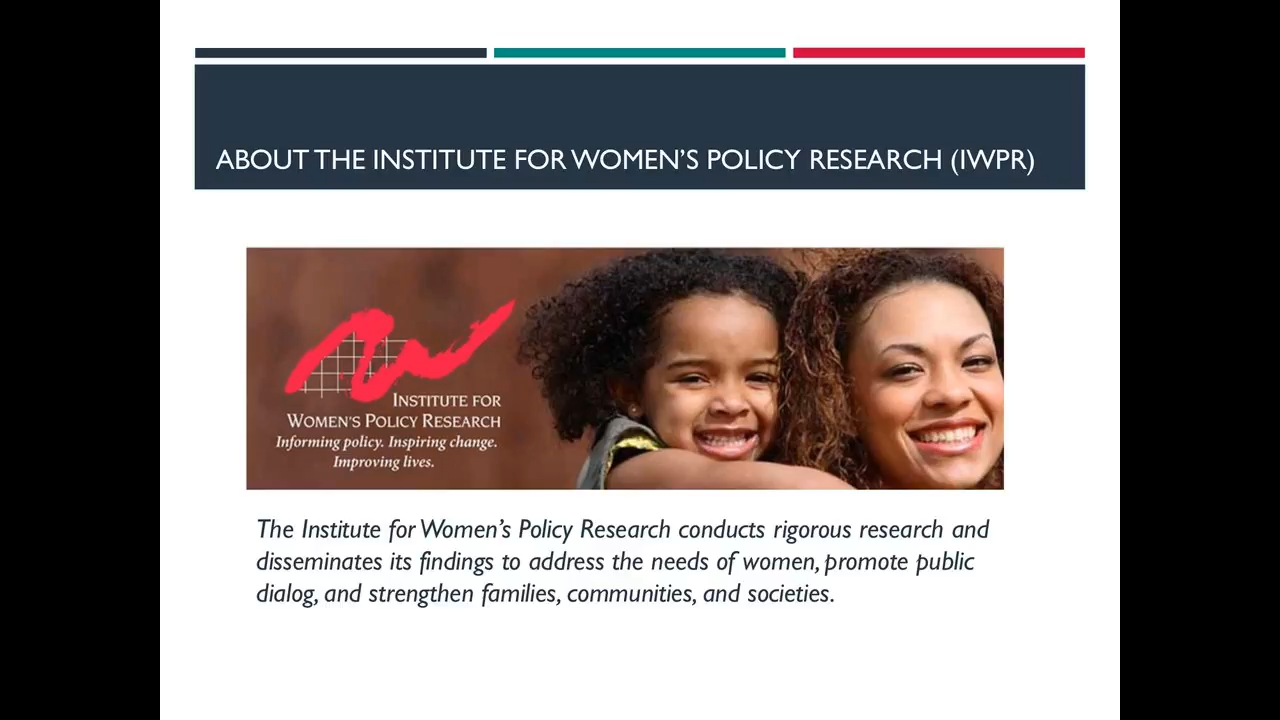 ABOUT THE INSTITUTE FOR WOMEN’S POLICY RESEARCH (IWPR)
INSTITUTE FOR
WOMEN’S POLICY RESEARCH
Informing policy. Inspiring change.
Improving lives.
The Institute for Women’s Policy Research conducts rigorous research and
disseminates its findings to address the needs of women, promote public
dialog, and strengthen families, communities, and societies.